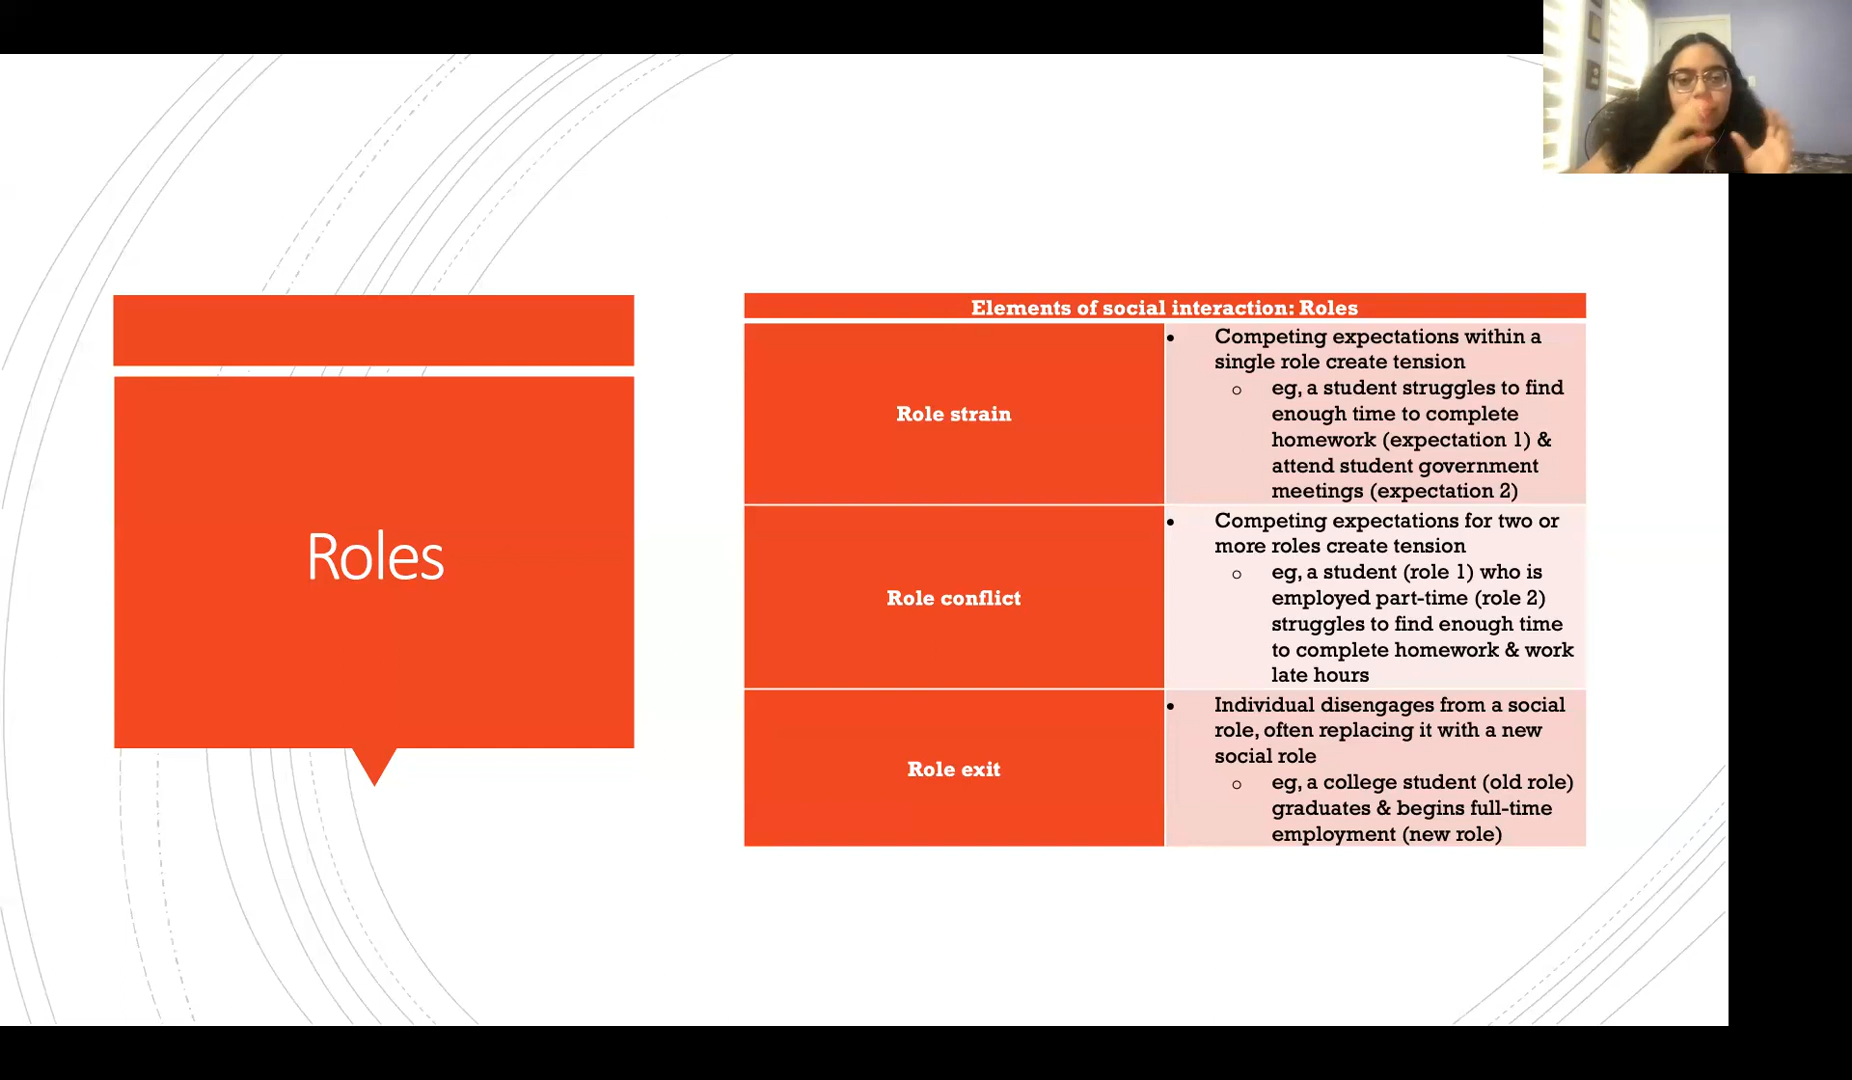 Roles
Elements of social interaction: Roles
Role strain
• Competing expectations within a
single role create tension
o eg, a student struggles to find
enough time to complete
homework (expectation 1) &
attend student government
meetings (expectation 2)
Role conflict
• Competing expectations for two or
more roles create tension
o eg, a student (role 1) who is
employed part-time (role 2)
struggles to find enough time
to complete homework & work
late hours
Role exit
• Individual disengages from a social
role, often replacing it with a new
social role
o eg, a college student (old role)
graduates & begins full-time
employment (new role)